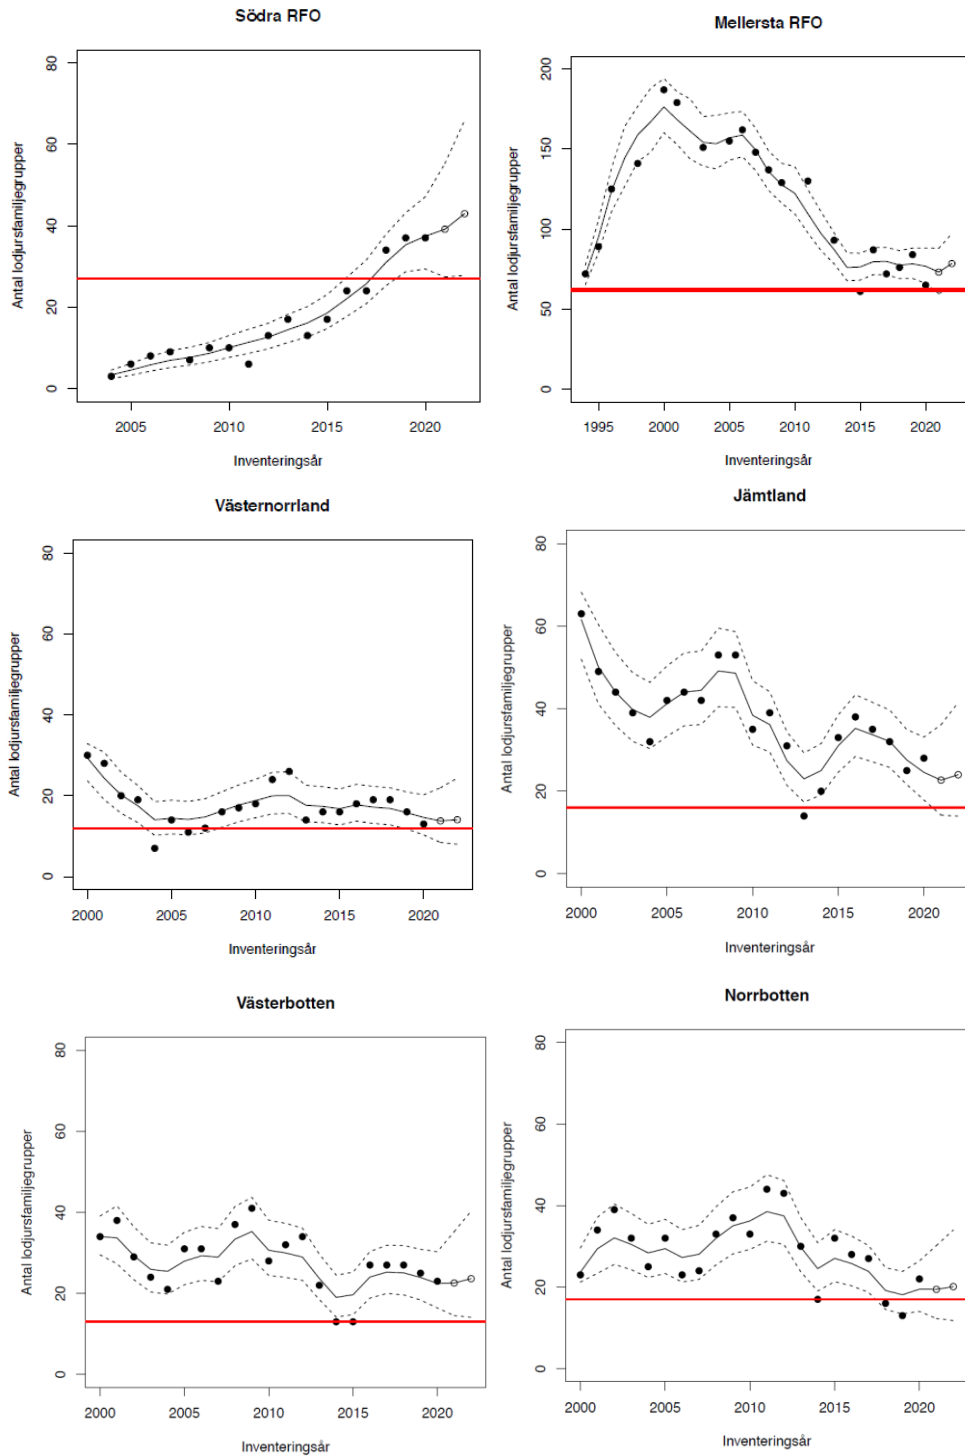 Södra RFO
Antal lodjursfamiljegrupper
80
60
40
20
0
2005 2010 2015 2020
Inventeringsår
Mellersta RFO
Antal lodjursfamiljegrupper
200
150
100
50
0
1995 2000 2005 2010 2015 2020
Inventeringsår
Västernorrland
Antal lodjursfamiljegrupper
80
60
40
20
0
2000 2005 2010 2015 2020
Inventeringsår
Jämtland
Antal lodjursfamiljegrupper
80
60
40
20
0
2000 2005 2010 2015 2020
Inventeringsår
Västerbotten
Antal lodjursfamiljegrupper
80
60
40
20
0
2000 2005 2010 2015 2020
Inventeringsår
Norrbotten
Antal lodjursfamiljegrupper
80
60
40
20
0
2000 2005 2010 2015 2020
Inventeringsår